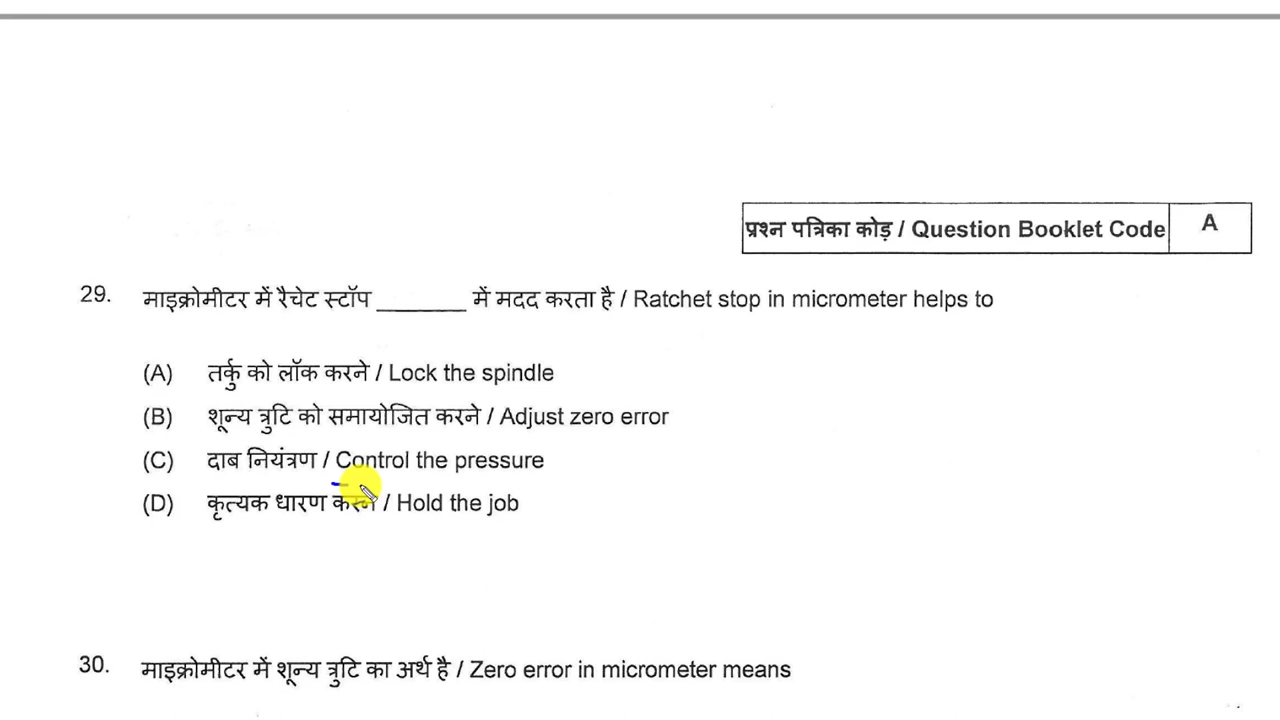 प्रश्न पत्रिका कोड़ / Question Booklet Code A
29. माइक्रोमीटर में रैचेट स्टॉप _______ में मदद करता है / Ratchet stop in micrometer helps to
(A) तर्कु को लॉक करने / Lock the spindle
(B) शून्य त्रुटि को समायोजित करने / Adjust zero error
(C) दाब नियंत्रण / Control the pressure
(D) कृत्यक धारण करने / Hold the job
30. माइक्रोमीटर में शून्य त्रुटि का अर्थ है / Zero error in micrometer means